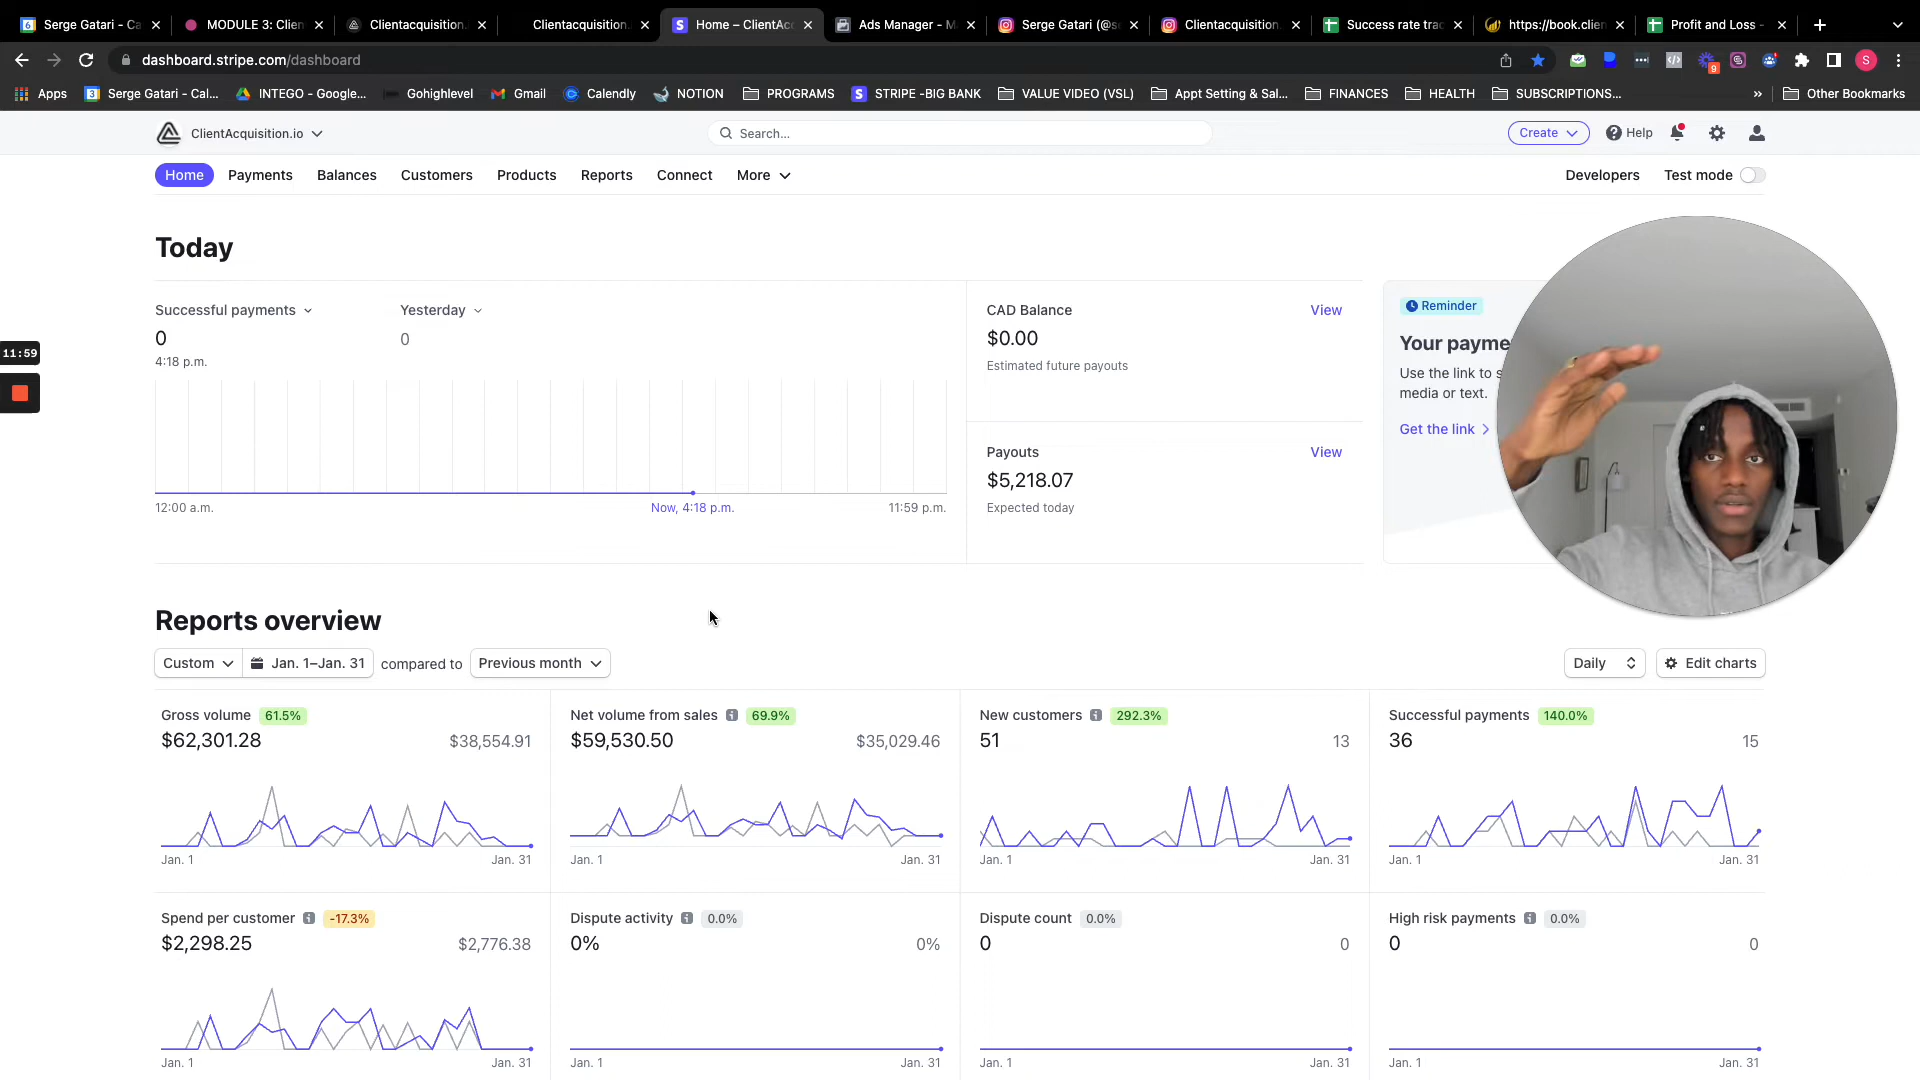 Serge Gatari - Ca
MODULE 3: Clien
Clientacquisition.
Clientacquisition.
Home – ClientAc
Ads Manager - M
Serge Gatari (@s
Clientacquisition.
Success rate trac
https://book.clien
Profit and Loss -
dashboard.stripe.com/dashboard
9
S
Apps
Serge Gatari - Cal...
INTEGO - Google...
Gohighlevel
Gmail
Calendly
NOTION
PROGRAMS
STRIPE -BIG BANK
VALUE VIDEO (VSL)
Appt Setting & Sal...
FINANCES
HEALTH
SUBSCRIPTIONS...
»
Other Bookmarks
ClientAcquisition.io
Search...
Create
Help
Home
Payments
Balances
Customers
Products
Reports
Connect
More
Developers
Test mode
Today
Successful payments
Yesterday
0
0
4:18 p.m.
12:00 a.m.
Now, 4:18 p.m.
11:59 p.m.
CAD Balance
View
$0.00
Estimated future payouts
Payouts
View
$5,218.07
Expected today
Reminder
Your payme
Use the link to s
media or text.
Get the link
11:59
Reports overview
Custom
Jan. 1–Jan. 31
compared to
Previous month
Daily
Edit charts
Gross volume 61.5%
$62,301.28 $38,554.91
Jan. 1 Jan. 31
Net volume from sales 69.9%
$59,530.50 $35,029.46
Jan. 1 Jan. 31
New customers 292.3%
51 13
Jan. 1 Jan. 31
Successful payments 140.0%
36 15
Jan. 1 Jan. 31
Spend per customer -17.3%
$2,298.25 $2,776.38
Jan. 1 Jan. 31
Dispute activity 0.0%
0% 0%
Jan. 1 Jan. 31
Dispute count 0.0%
0 0
Jan. 1 Jan. 31
High risk payments 0.0%
0 0
Jan. 1 Jan. 31